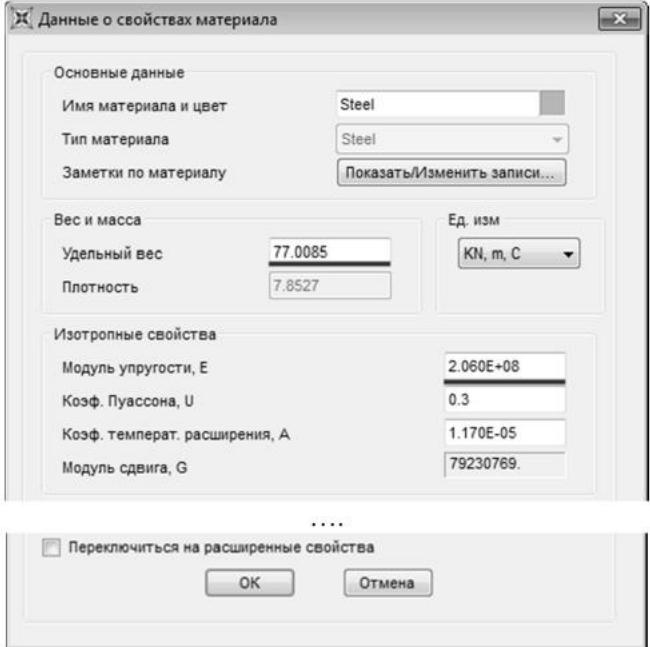 Данные о свойствах материала
Основные данные
Имя материала и цвет Steel
Тип материала Steel
Заметки по материалу Показать/Изменить записи...
Вес и масса Ед. изм
Удельный вес 77.0085 KN, m, C
Плотность 7.8527
Изотропные свойства
Модуль упругости, E 2.060E+08
Коэф. Пуассона, U 0.3
Коэф. температ. расширения, A 1.170E-05
Модуль сдвига, G 79230769.
....
Переключиться на расширенные свойства
OK Отмена